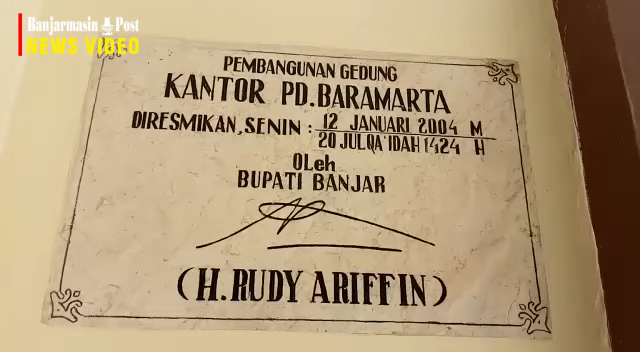 Banjarmasin Post
NEWS VIDEO
PEMBANGUNAN GEDUNG
KANTOR PD.BARAMARTA
DIRESMIKAN, SENIN : 12 JANUARI 2004 M
20 JULQA'IDAH 1424 H
OLeh
BUPATI BANJAR
(H. RUDY ARIFFIN)